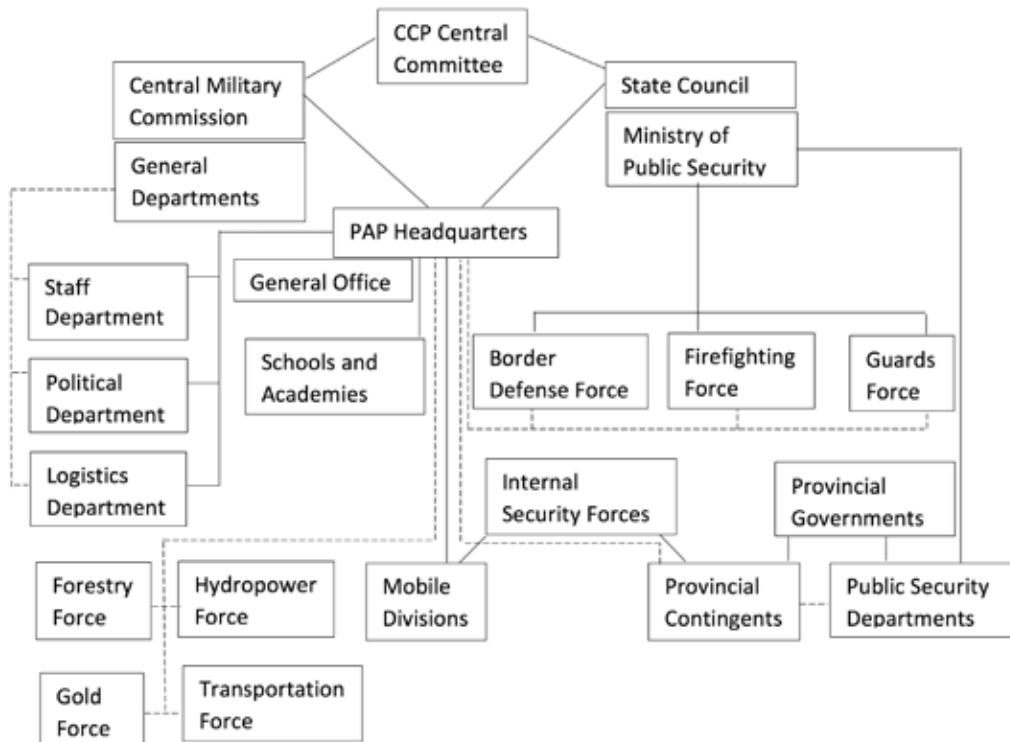 CCP Central
Committee
Central Military
Commission
State Council
Ministry of
Public Security
General
Departments
PAP Headquarters
General Office
Staff
Department
Schools and
Academies
Border
Defense Force
Firefighting
Force
Guards
Force
Political
Department
Logistics
Department
Internal
Security Forces
Provincial
Governments
Forestry
Force
Hydropower
Force
Mobile
Divisions
Provincial
Contingents
Public Security
Departments
Gold
Force
Transportation
Force